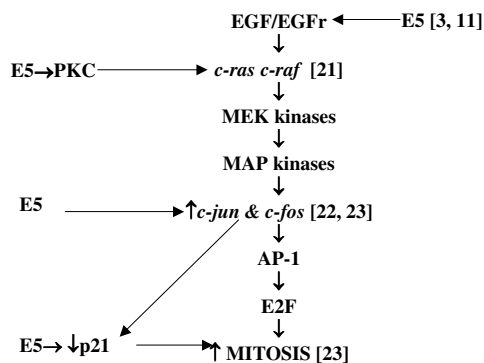 EGF/EGFr ← E5 [3, 11]
↓
E5→PKC → c-ras c-raf [21]
↓
MEK kinases
↓
MAP kinases
↓
E5 → ↑c-jun & c-fos [22, 23]
↓
AP-1
↓
E2F
↓
E5→ ↓p21 → ↑ MITOSIS [23]